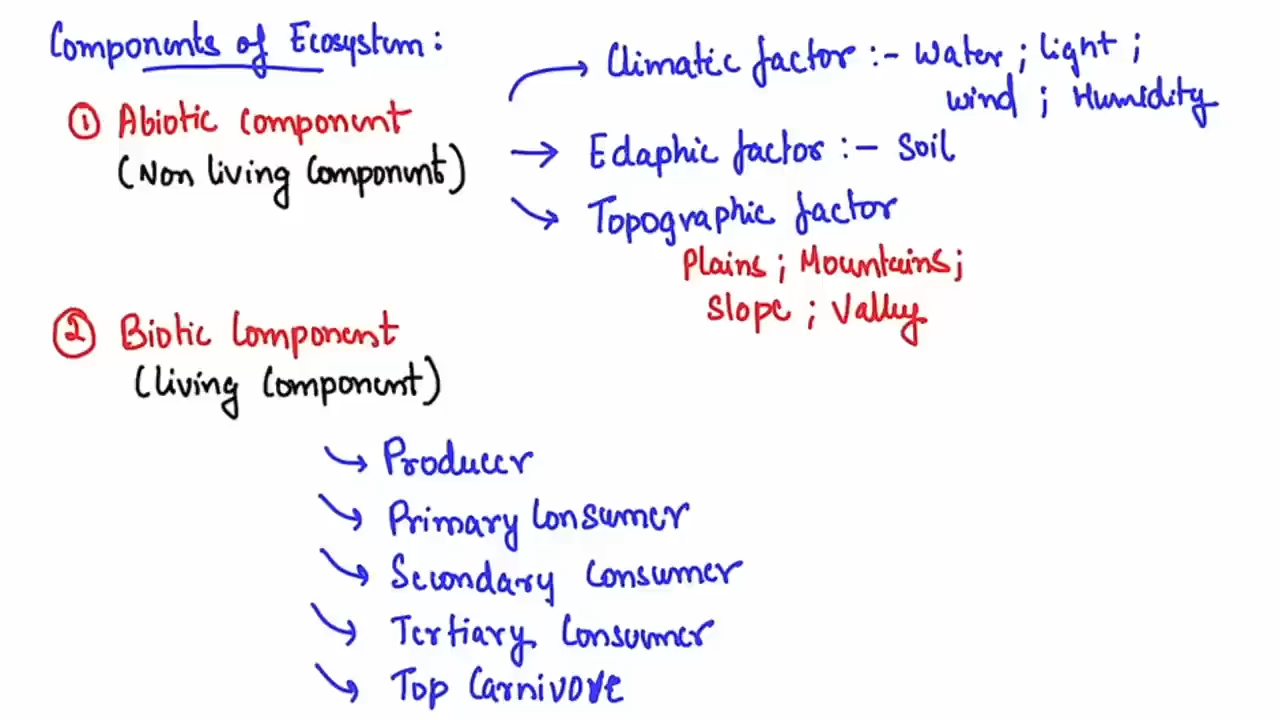 Components of Ecosystem:
① Abiotic component
(Non living Component)
Climatic factor :- Water ; light ;
Wind ; Humidity
Edaphic factor :- Soil
Topographic factor
Plains ; Mountains ;
Slope ; Valley
② Biotic Component
(living Component)
Producer
Primary Consumer
Secondary Consumer
Tertiary Consumer
Top Carnivore